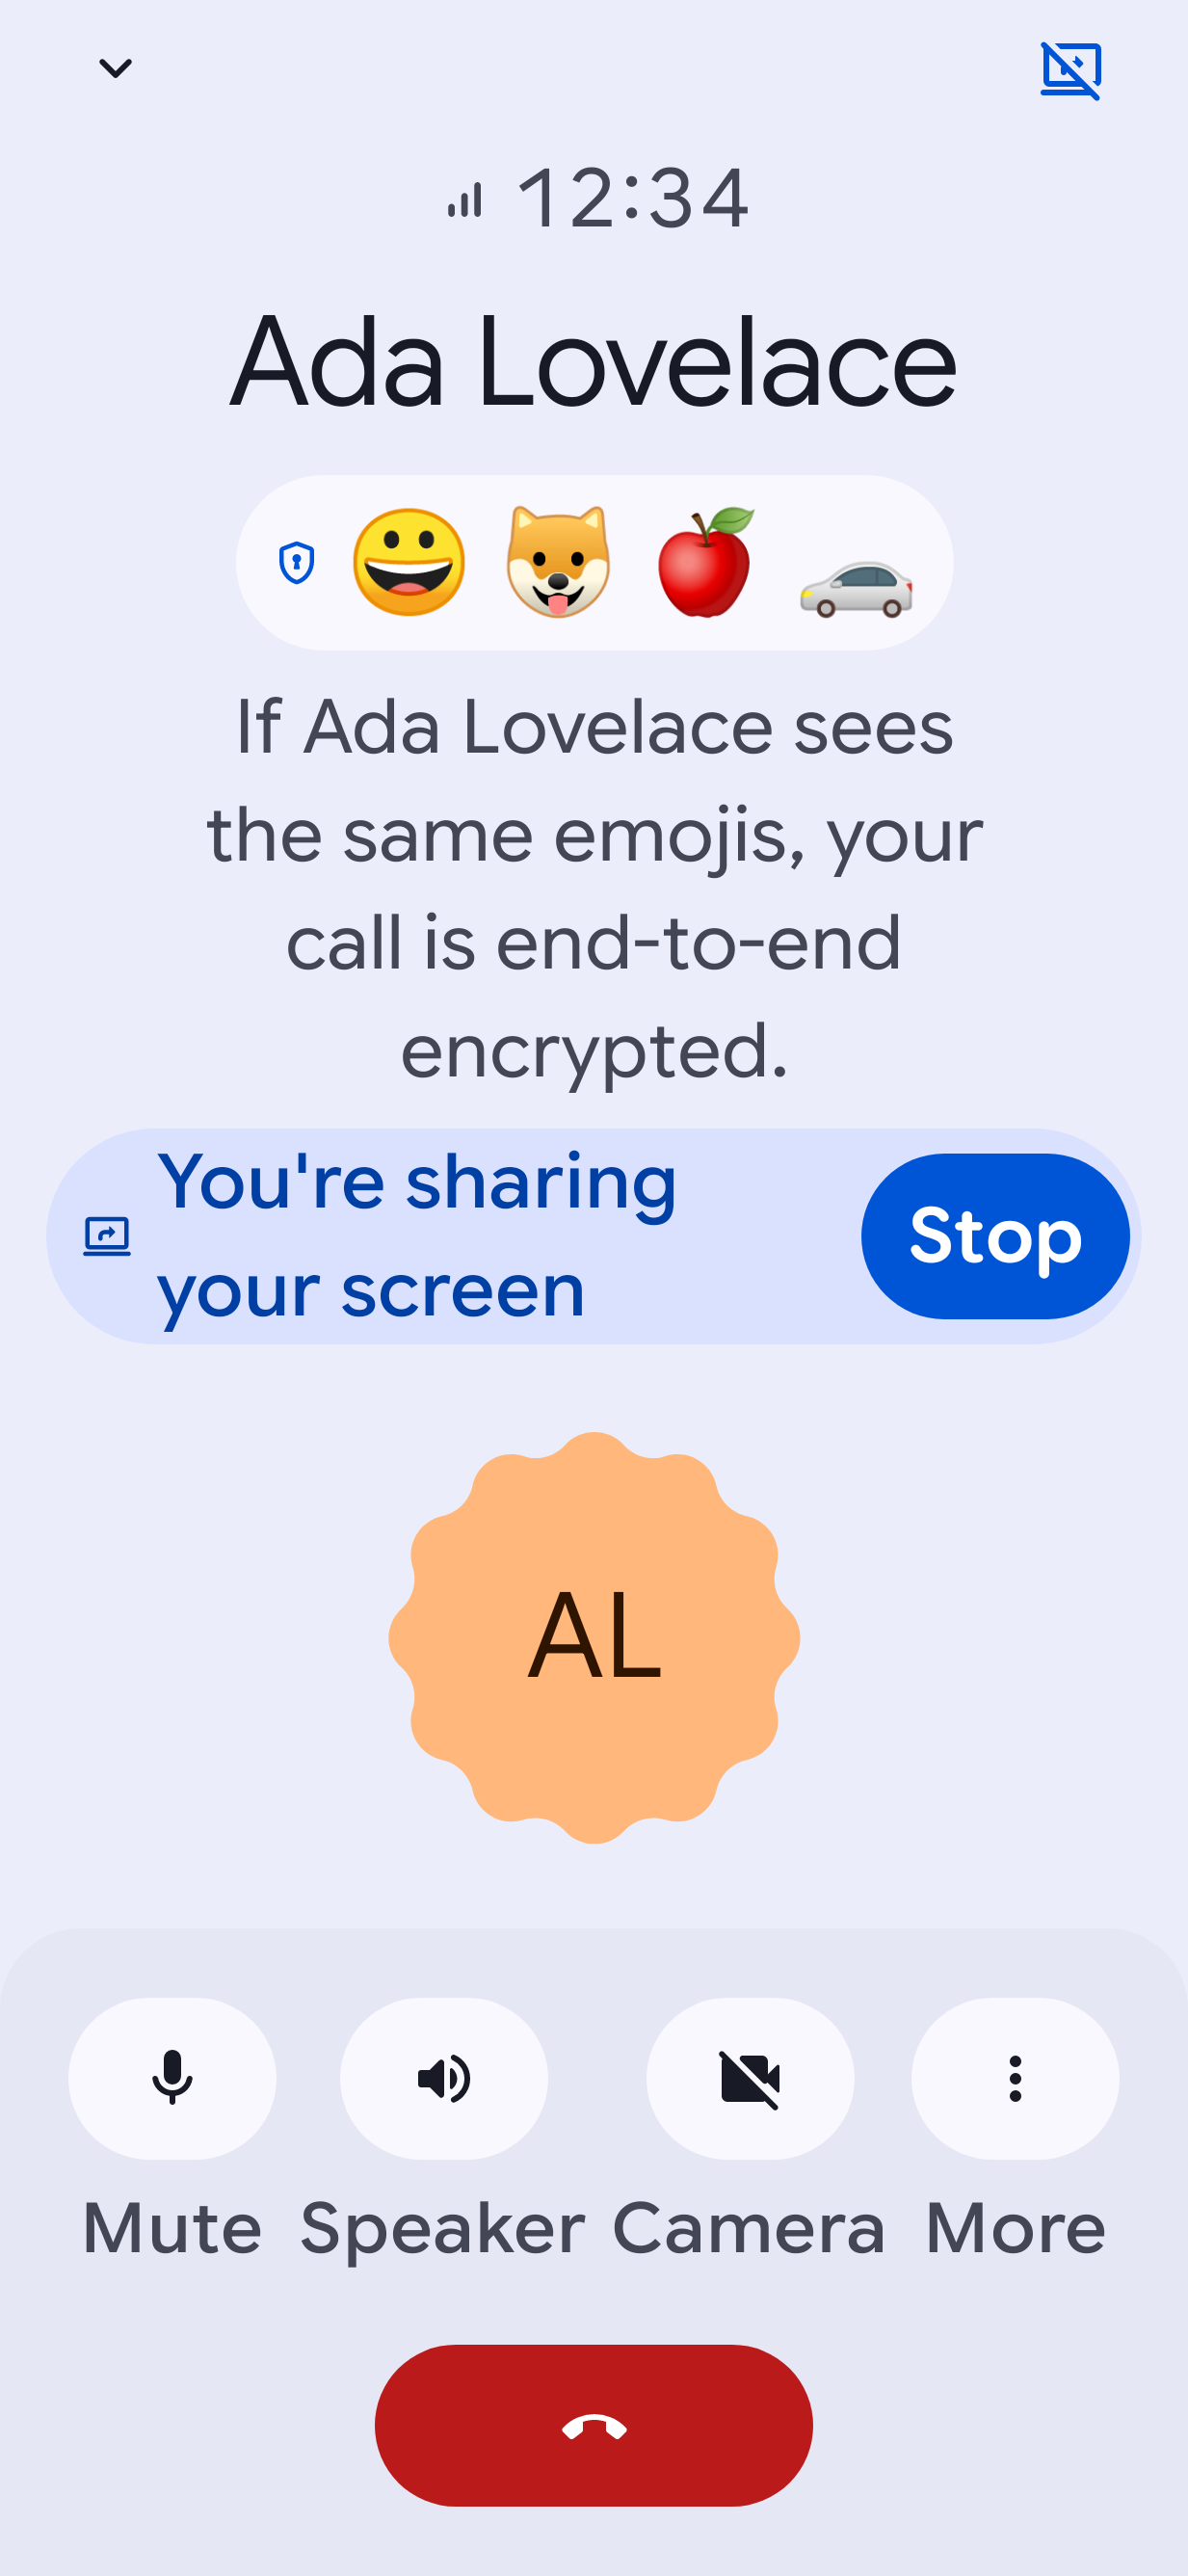 12:34
Ada Lovelace
If Ada Lovelace sees
the same emojis, your
call is end-to-end
encrypted.
You're sharing
your screen
Stop
AL
Mute Speaker Camera More